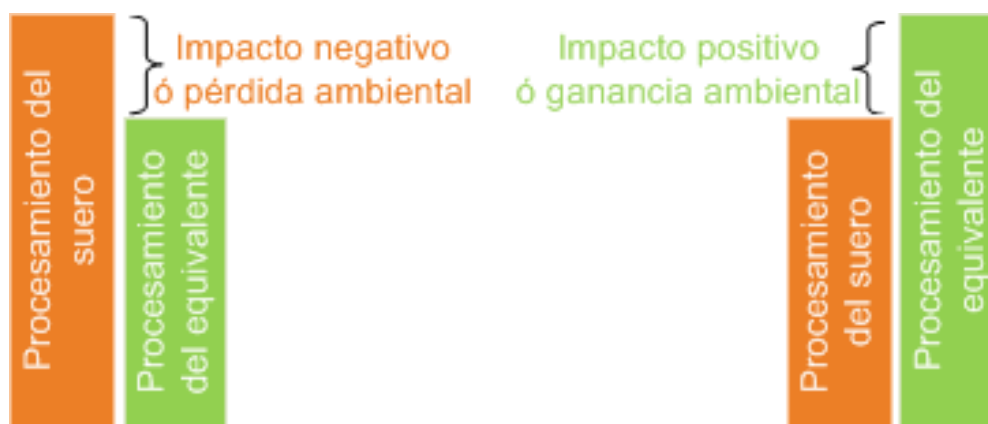 Procesamiento del
suero
Impacto negativo
ó pérdida ambiental
Procesamiento
del equivalente
Impacto positivo
ó ganancia ambiental
Procesamiento
del suero
Procesamiento del
equivalente